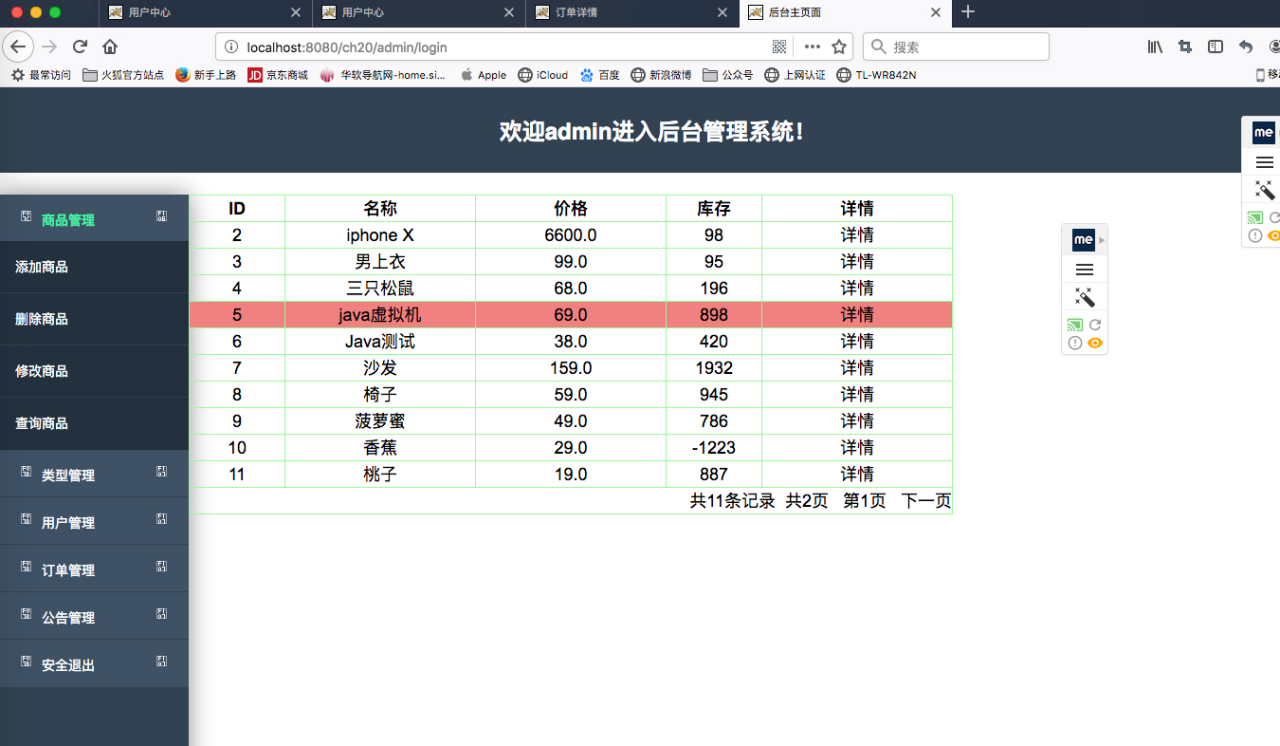 用户中心
用户中心
订单详情
后台主页面
localhost:8080/ch20/admin/login
搜索
最常访问 火狐官方站点 新手上路 JD 京东商城 华软导航网-home.si... Apple iCloud 百度 新浪微博 公众号 上网认证 TL-WR842N
欢迎admin进入后台管理系统!
me
me
商品管理
添加商品
删除商品
修改商品
查询商品
类型管理
用户管理
订单管理
公告管理
安全退出
ID 名称 价格 库存 详情
2 iphone X 6600.0 98 详情
3 男上衣 99.0 95 详情
4 三只松鼠 68.0 196 详情
5 java虚拟机 69.0 898 详情
6 Java测试 38.0 420 详情
7 沙发 159.0 1932 详情
8 椅子 59.0 945 详情
9 菠萝蜜 49.0 786 详情
10 香蕉 29.0 -1223 详情
11 桃子 19.0 887 详情
共11条记录 共2页 第1页 下一页